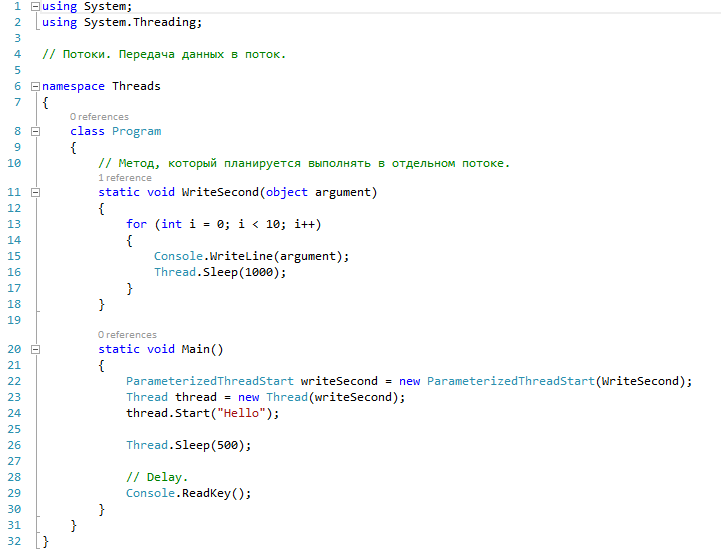 1 using System;
2 using System.Threading;
3
4 // Потоки. Передача данных в поток.
5
6 namespace Threads
7 {
0 references
8 class Program
9 {
10 // Метод, который планируется выполнять в отдельном потоке.
1 reference
11 static void WriteSecond(object argument)
12 {
13 for (int i = 0; i < 10; i++)
14 {
15 Console.WriteLine(argument);
16 Thread.Sleep(1000);
17 }
18 }
19
0 references
20 static void Main()
21 {
22 ParameterizedThreadStart writeSecond = new ParameterizedThreadStart(WriteSecond);
23 Thread thread = new Thread(writeSecond);
24 thread.Start("Hello");
25
26 Thread.Sleep(500);
27
28 // Delay.
29 Console.ReadKey();
30 }
31 }
32 }